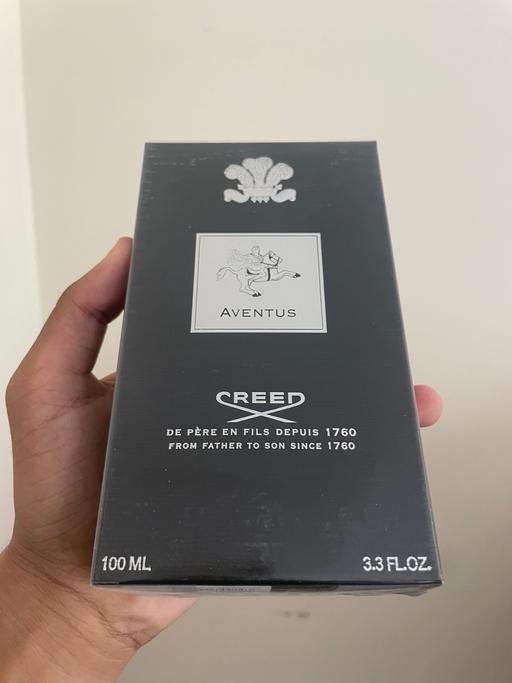 AVENTUS
CREED
DE PÈRE EN FILS DEPUIS 1760
FROM FATHER TO SON SINCE 1760
100 ML
3.3 FL.OZ.